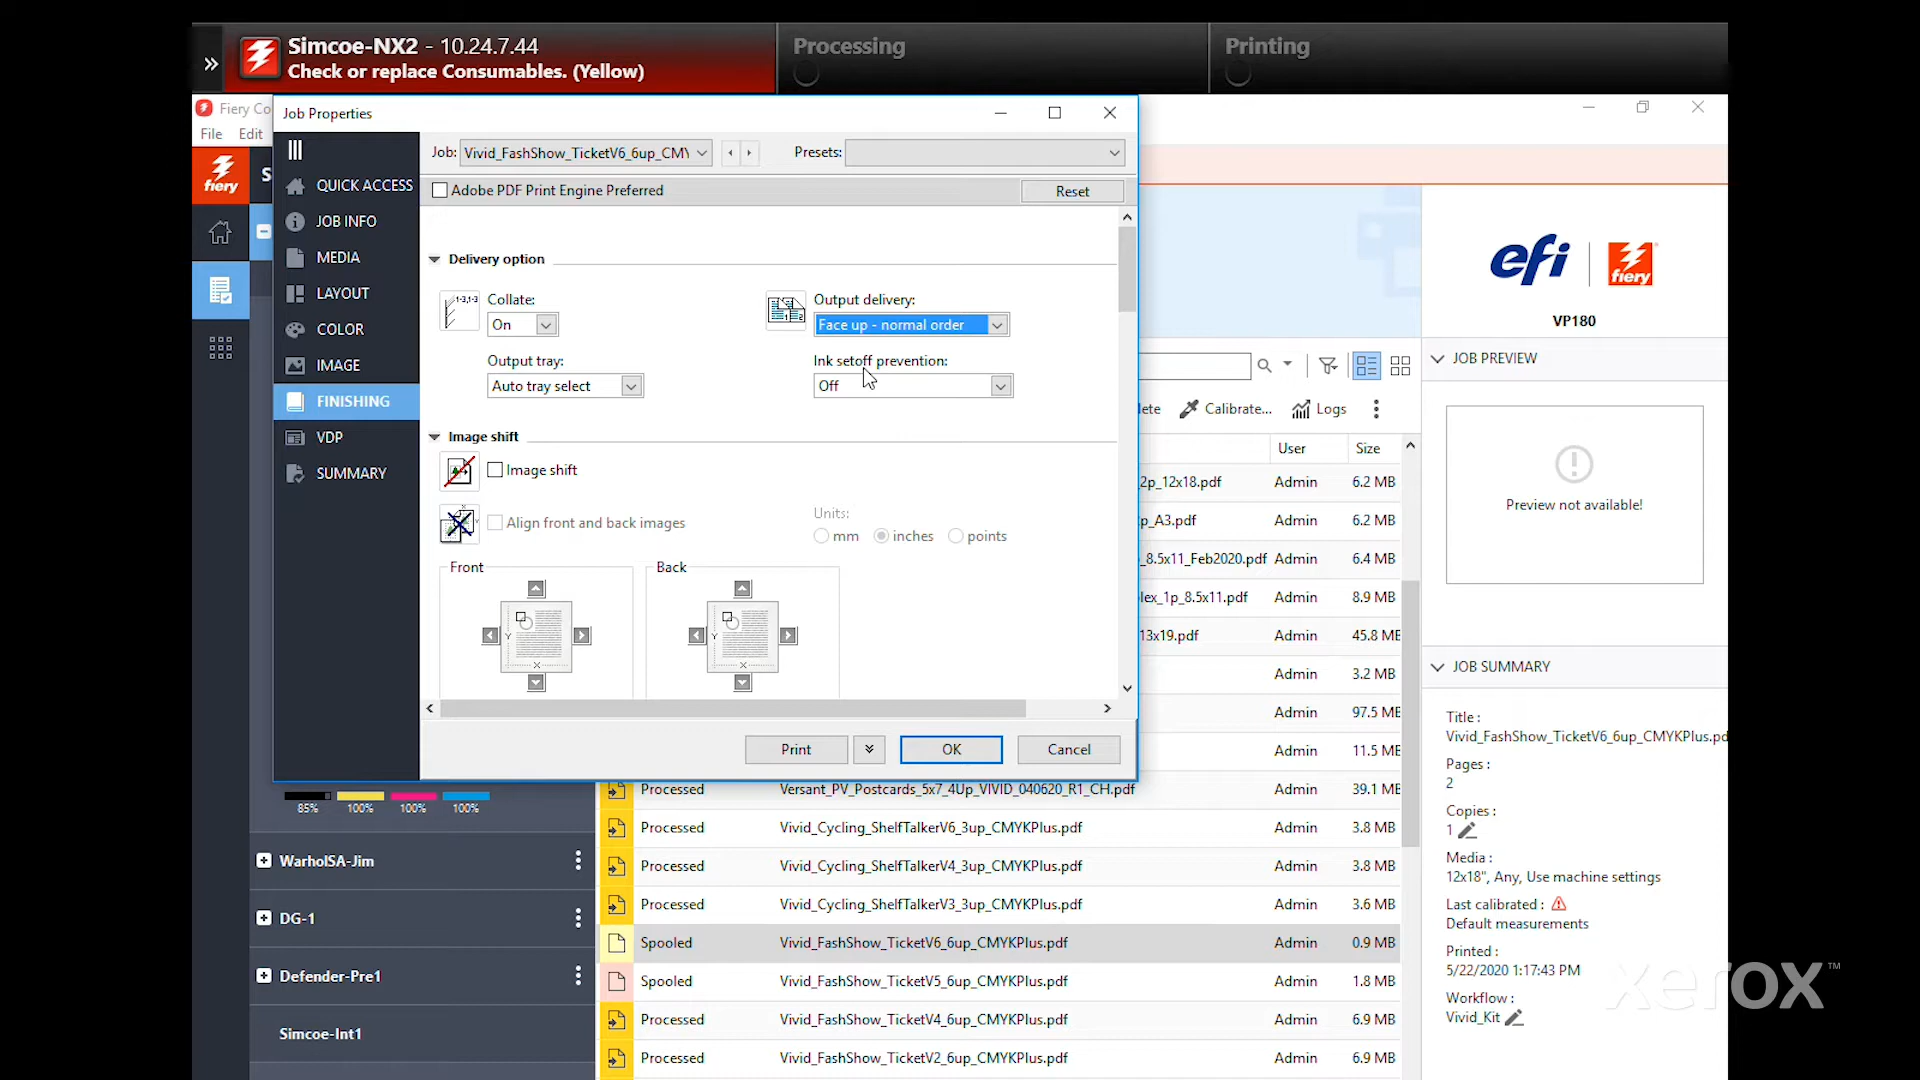 Simcoe-NX2 - 10.24.7.44
Check or replace Consumables. (Yellow)
Processing
Printing
Fiery Co
Job Properties
File Edit
Job: Vivid_FashShow_TicketV6_6up_CMY
Presets:
fiery
S
Adobe PDF Print Engine Preferred
Reset
QUICK ACCESS
JOB INFO
MEDIA
LAYOUT
COLOR
IMAGE
FINISHING
VDP
SUMMARY
Delivery option
Collate:
On
Output delivery:
Face up - normal order
Output tray:
Auto tray select
Ink setoff prevention:
Off
Image shift
Image shift
Align front and back images
Units:
mm inches points
Front
Back
Print
OK
Cancel
efi
fiery
VP180
JOB PREVIEW
Preview not available!
lete Calibrate... Logs
User Size
2p_12x18.pdf Admin 6.2 MB
p_A3.pdf Admin 6.2 MB
_8.5x11_Feb2020.pdf Admin 6.4 MB
lex_1p_8.5x11.pdf Admin 8.9 MB
13x19.pdf Admin 45.8 ME
Admin 3.2 MB
Admin 97.5 ME
Admin 11.5 ME
Processed Versant_PV_Postcards_5x7_4Up_VIVID_040620_R1_CH.pdf Admin 39.1 ME
Processed Vivid_Cycling_ShelfTalkerV6_3up_CMYKPlus.pdf Admin 3.8 MB
Processed Vivid_Cycling_ShelfTalkerV4_3up_CMYKPlus.pdf Admin 3.8 MB
Processed Vivid_Cycling_ShelfTalkerV3_3up_CMYKPlus.pdf Admin 3.6 MB
Spooled Vivid_FashShow_TicketV6_6up_CMYKPlus.pdf Admin 0.9 MB
Spooled Vivid_FashShow_TicketV5_6up_CMYKPlus.pdf Admin 1.8 MB
Processed Vivid_FashShow_TicketV4_6up_CMYKPlus.pdf Admin 6.9 MB
Processed Vivid_FashShow_TicketV2_6up_CMYKPlus.pdf Admin 6.9 MB
85% 100% 100% 100%
WarholSA-Jim
DG-1
Defender-Pre1
Simcoe-Int1
JOB SUMMARY
Title :
Vivid_FashShow_TicketV6_6up_CMYKPlus.pd
Pages :
2
Copies :
1
Media :
12x18", Any, Use machine settings
Last calibrated :
Default measurements
Printed :
5/22/2020 1:17:43 PM
Workflow :
Vivid_Kit
xerox™